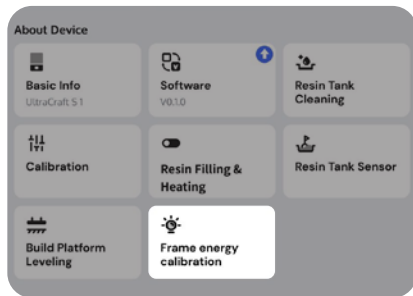 About Device
Basic Info
UltraCraft S1
Software
V0.1.0
Resin Tank
Cleaning
Calibration
Resin Filling &
Heating
Resin Tank Sensor
Build Platform
Leveling
Frame energy
calibration